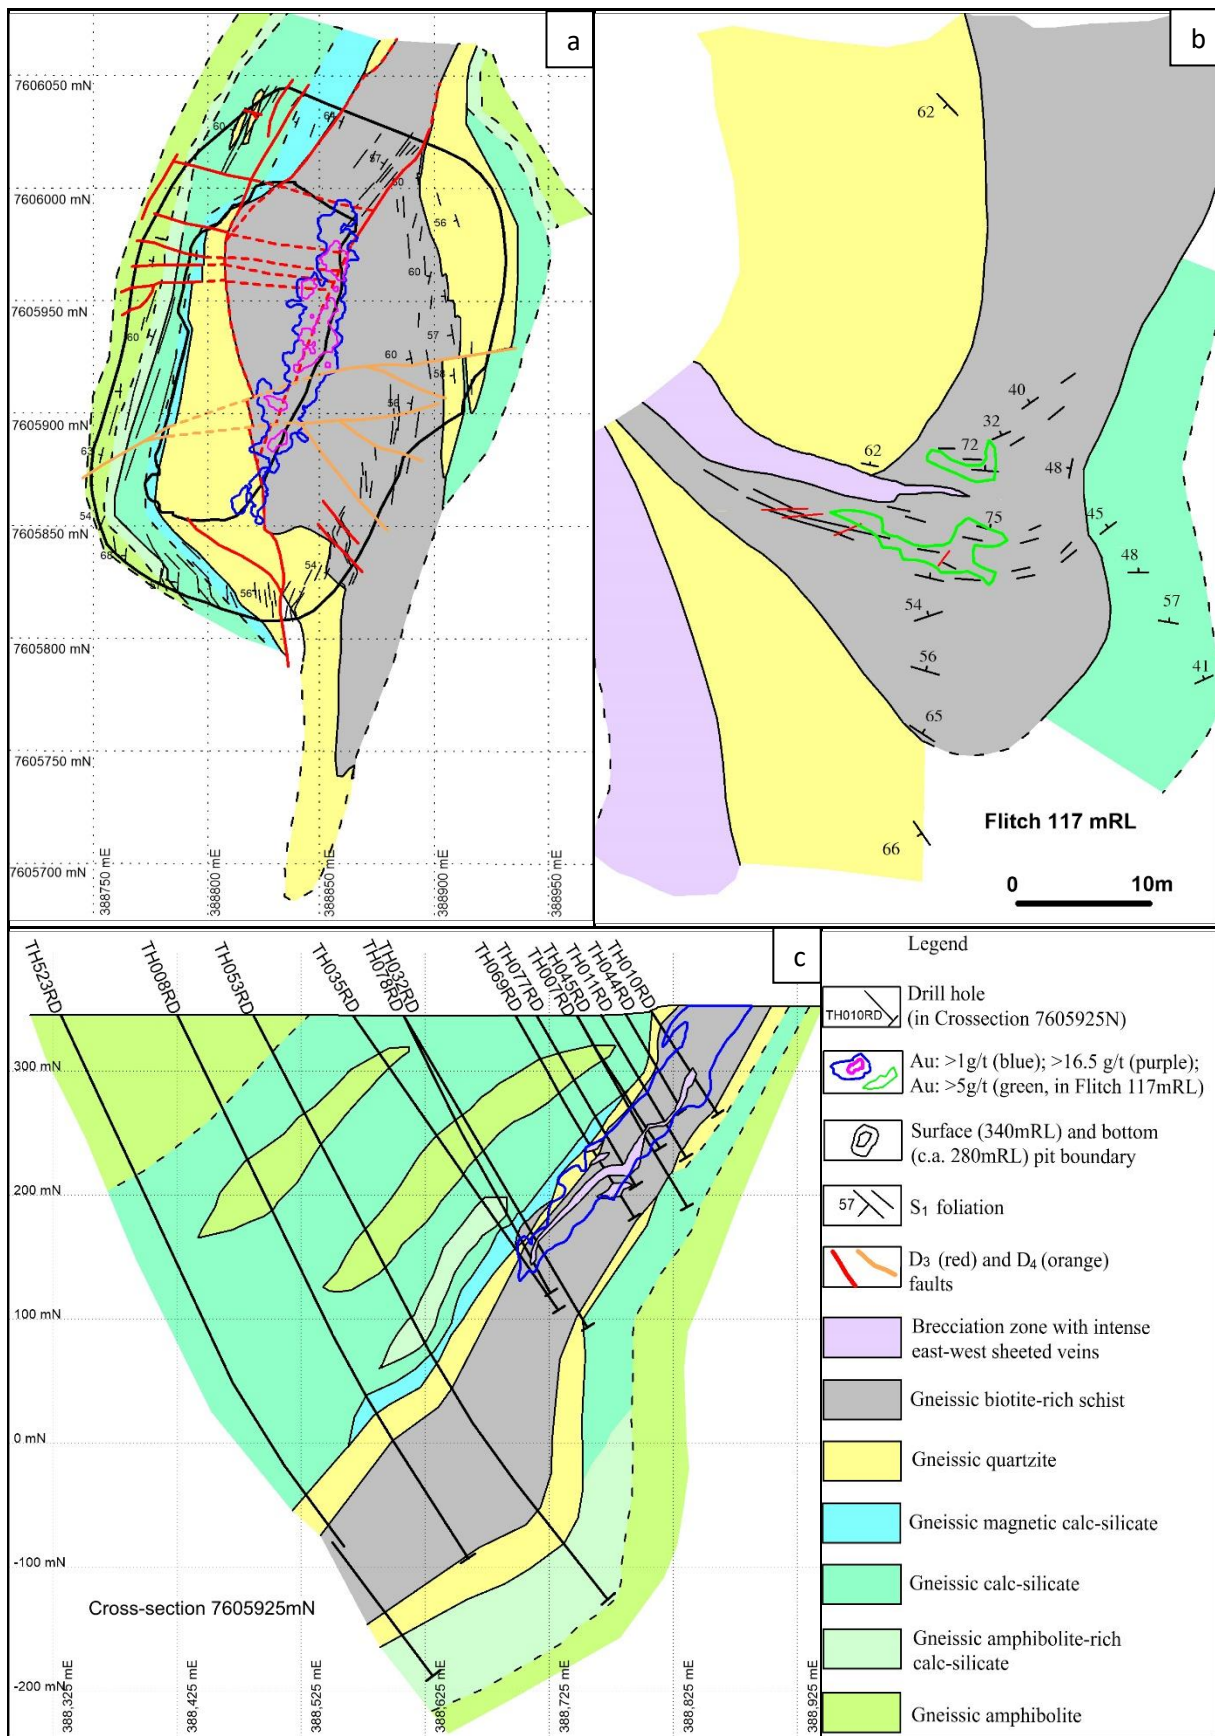 a
7606050 mN
7606000 mN
7605950 mN
7605900 mN
7605850 mN
7605800 mN
7605750 mN
7605700 mN
388750 mE
388800 mE
388850 mE
388900 mE
388950 mE
60
64
57
60
56
60
60
57
60
58
56
63
54
68
56
54
b
62
40
32
72
62
48
75
45
48
54
57
56
41
65
66
Flitch 117 mRL
0 10m
c
TH523RD
TH008RD
TH053RD
TH035RD
TH078RD
TH032RD
TH069RD
TH077RD
TH007RD
TH045RD
TH011RD
TH044RD
TH010RD
300 mN
200 mN
100 mN
0 mN
-100 mN
-200 mN
Cross-section 7605925mN
388,325 mE
388,425 mE
388,525 mE
388,625 mE
388,725 mE
388,825 mE
388,925 mE
Legend
TH010RD
Drill hole
(in Crossection 7605925N)
Au: >1g/t (blue); >16.5 g/t (purple);
Au: >5g/t (green, in Flitch 117mRL)
Surface (340mRL) and bottom
(c.a. 280mRL) pit boundary
57
S₁ foliation
D₃ (red) and D₄ (orange)
faults
Brecciation zone with intense
east-west sheeted veins
Gneissic biotite-rich schist
Gneissic quartzite
Gneissic magnetic calc-silicate
Gneissic calc-silicate
Gneissic amphibolite-rich
calc-silicate
Gneissic amphibolite